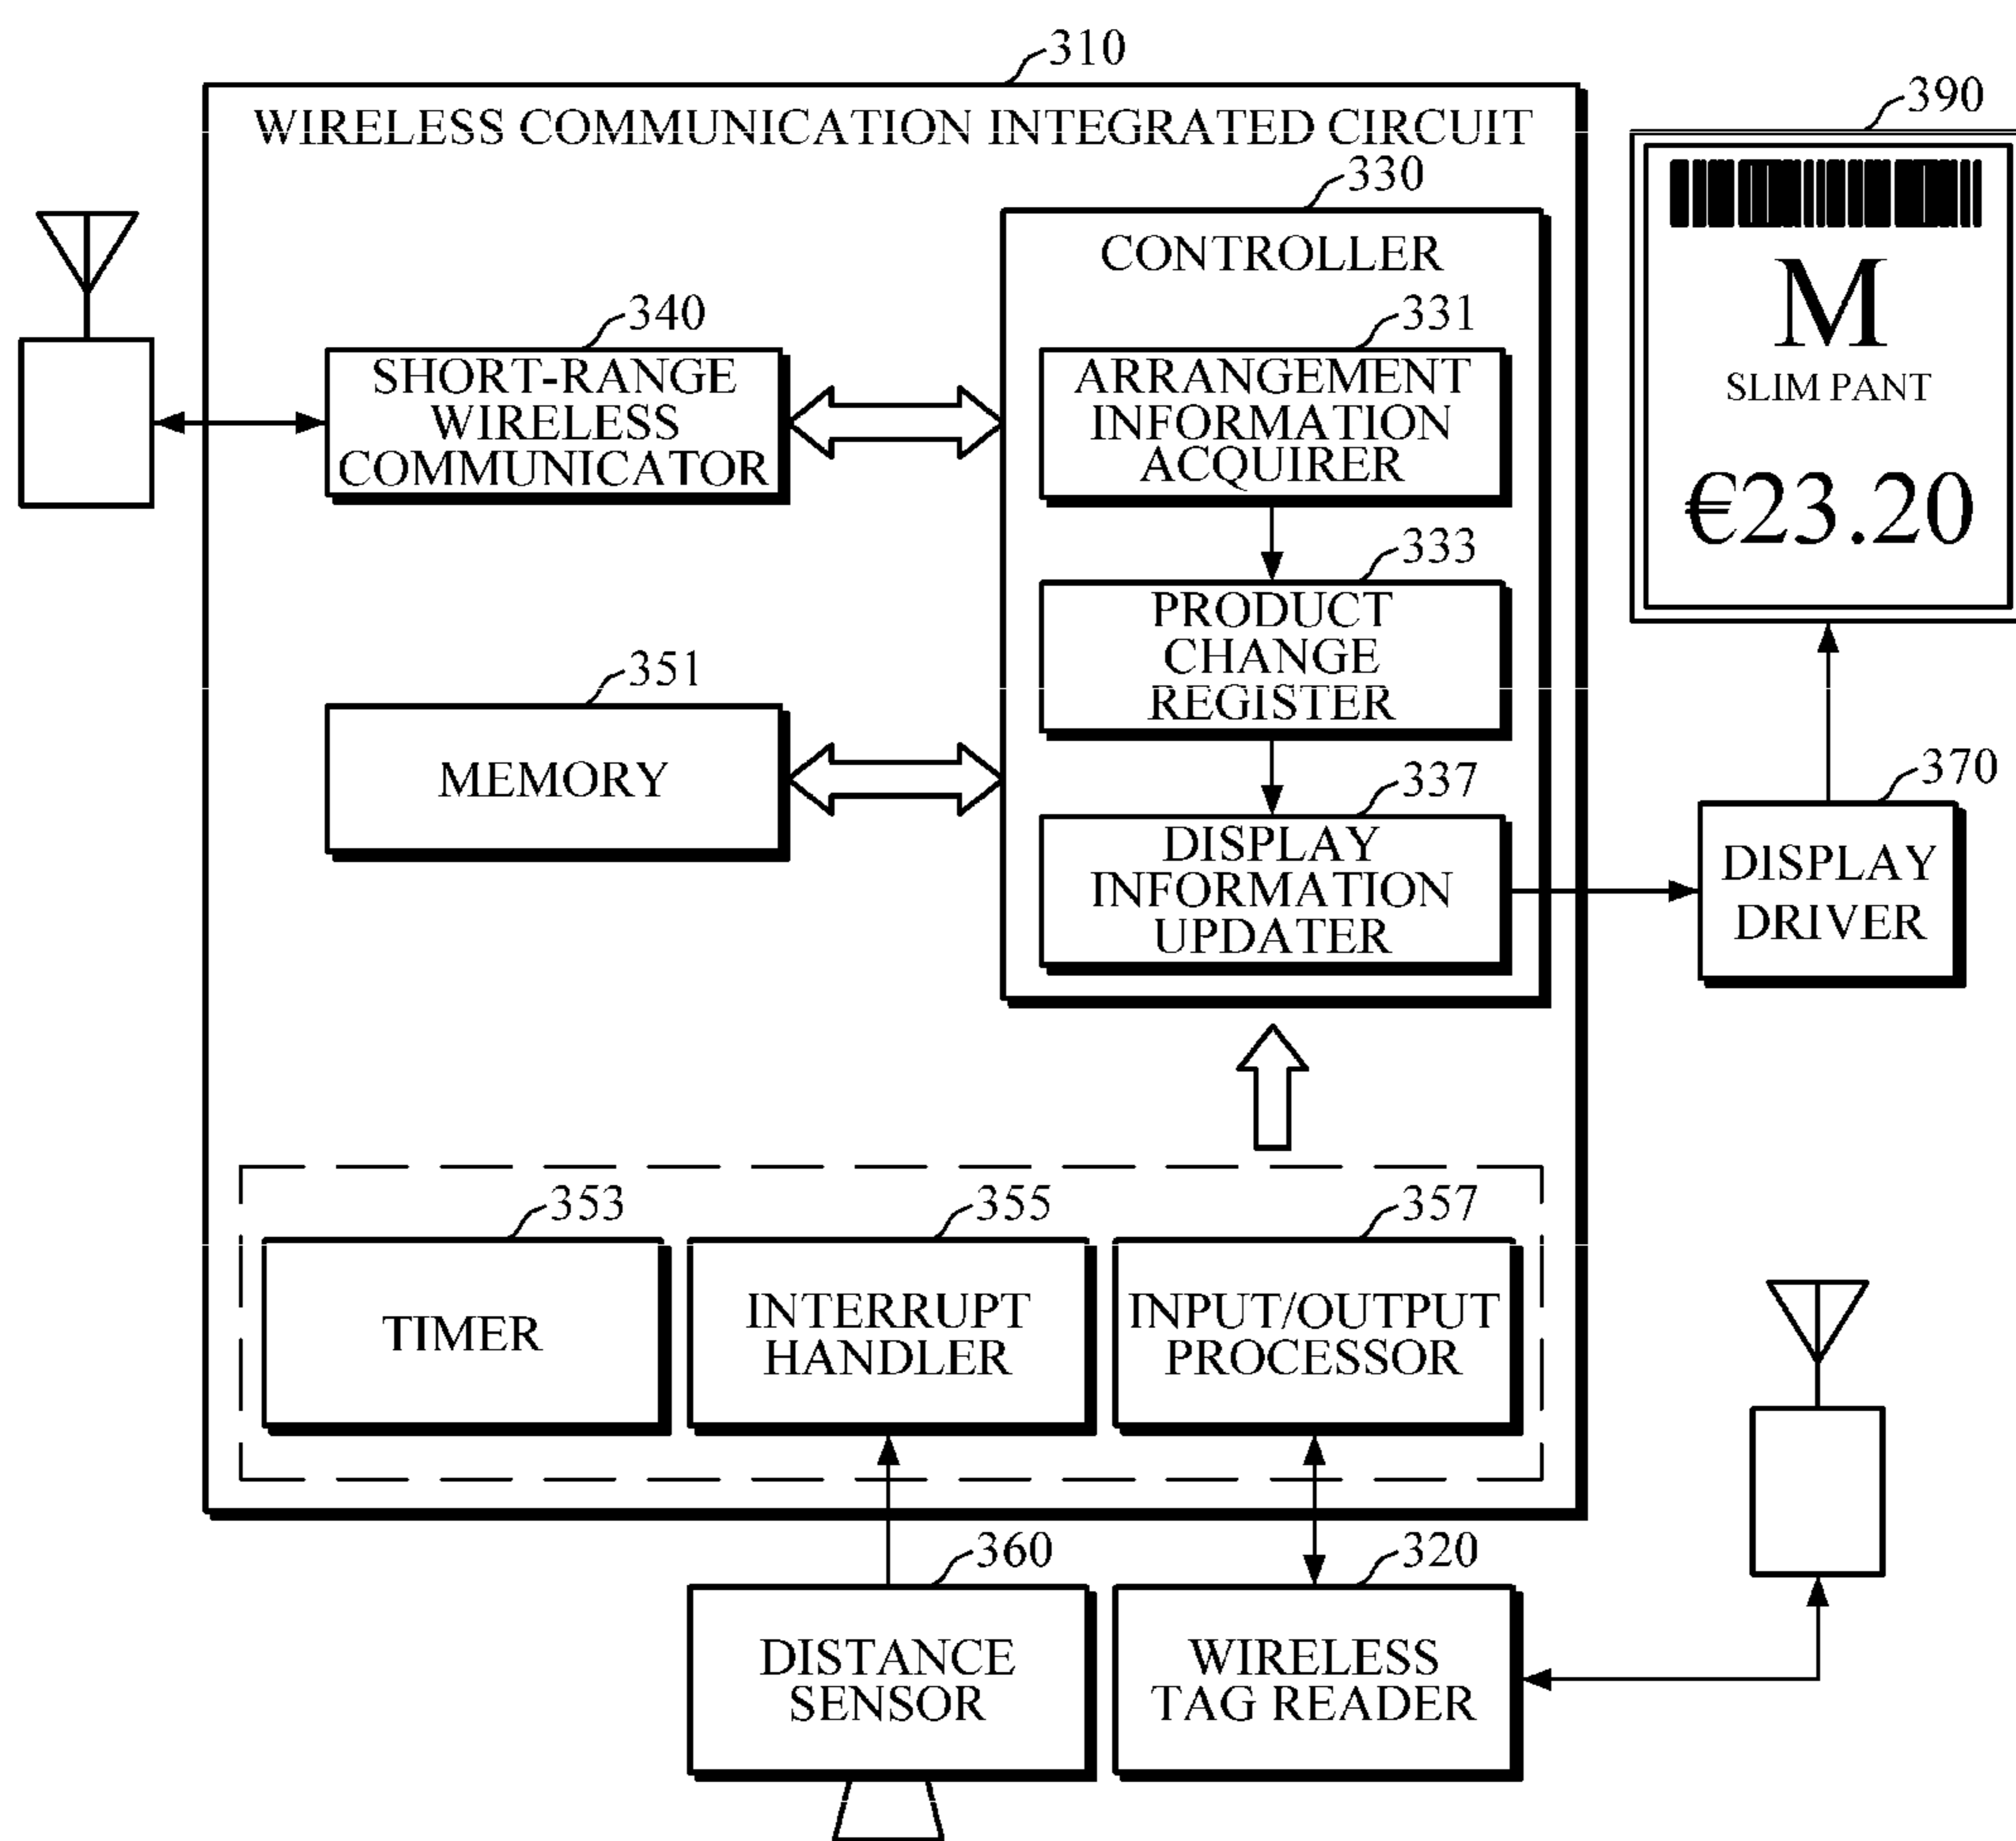 310
WIRELESS COMMUNICATION INTEGRATED CIRCUIT
390
330
CONTROLLER
M
SLIM PANT
€23.20
340
SHORT-RANGE
WIRELESS
COMMUNICATOR
331
ARRANGEMENT
INFORMATION
ACQUIRER
333
PRODUCT
CHANGE
REGISTER
351
MEMORY
337
DISPLAY
INFORMATION
UPDATER
370
DISPLAY
DRIVER
353
TIMER
355
INTERRUPT
HANDLER
357
INPUT/OUTPUT
PROCESSOR
360
DISTANCE
SENSOR
320
WIRELESS
TAG READER